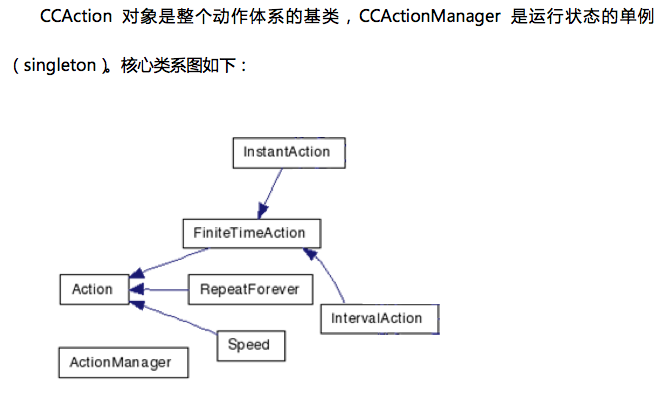 CCAction 对象是整个动作体系的基类，CCActionManager 是运行状态的单例
（singleton）。核心类系图如下：
InstantAction
FiniteTimeAction
Action
RepeatForever
IntervalAction
Speed
ActionManager